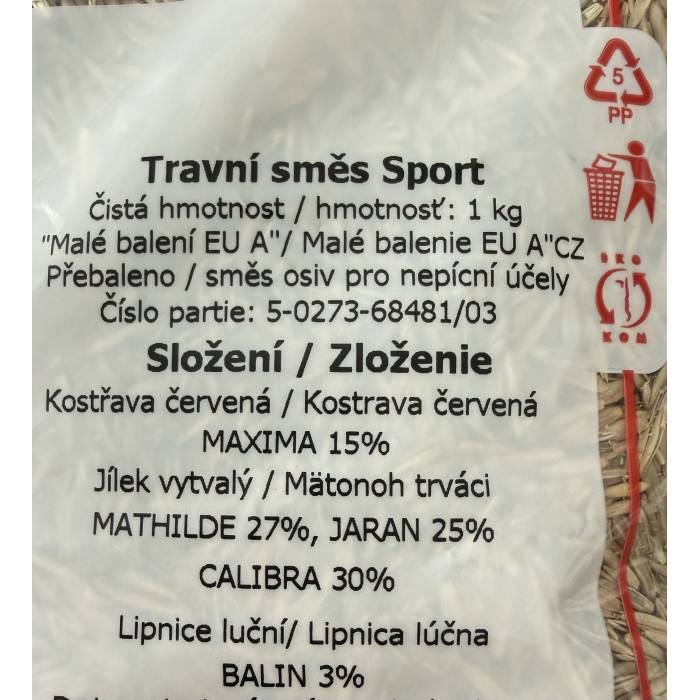 Travní směs Sport
Čistá hmotnost / hmotnosť: 1 kg
"Malé balení EU A"/ Malé balenie EU A"CZ
Přebaleno / směs osiv pro nepícní účely
Číslo partie: 5-0273-68481/03
Složení / Zloženie
Kostřava červená / Kostrava červená
MAXIMA 15%
Jílek vytvalý / Mätonoh trváci
MATHILDE 27%, JARAN 25%
CALIBRA 30%
Lipnice luční/ Lipnica lúčna
BALIN 3%
5
PP
EKO
KOM